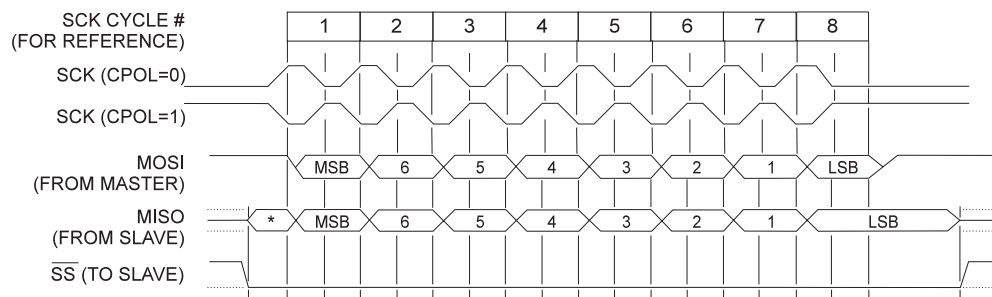 SCK CYCLE # 1 2 3 4 5 6 7 8
(FOR REFERENCE)
SCK (CPOL=0)
SCK (CPOL=1)
MOSI MSB 6 5 4 3 2 1 LSB
(FROM MASTER)
MISO * MSB 6 5 4 3 2 1 LSB
(FROM SLAVE)
SS (TO SLAVE)